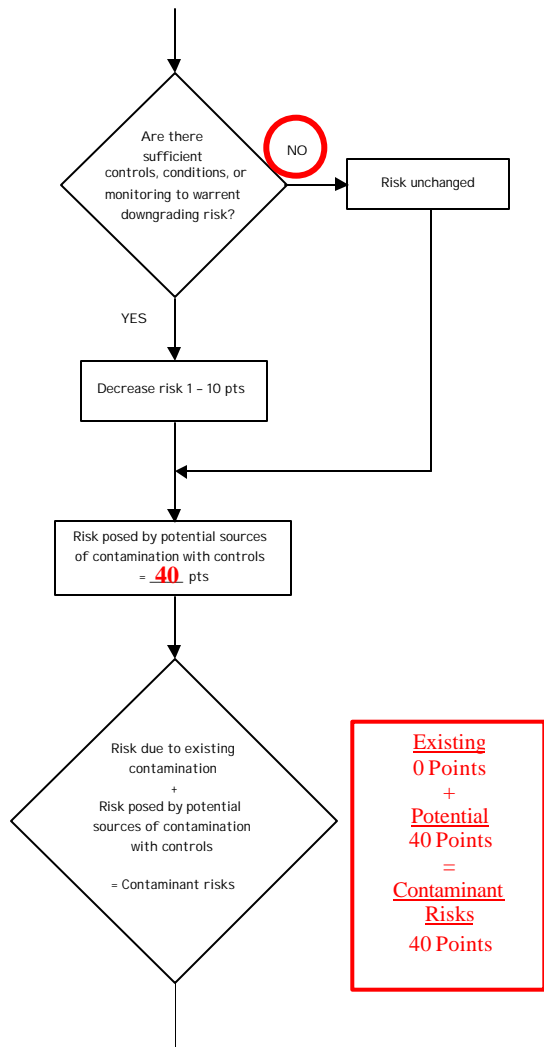 Are there
sufficient
controls, conditions, or
monitoring to warrent
downgrading risk?
NO
Risk unchanged
YES
Decrease risk 1 – 10 pts
Risk posed by potential sources
of contamination with controls
= 40 pts
Risk due to existing
contamination
+
Risk posed by potential
sources of contamination
with controls
= Contaminant risks
Existing
0 Points
+
Potential
40 Points
=
Contaminant
Risks
40 Points